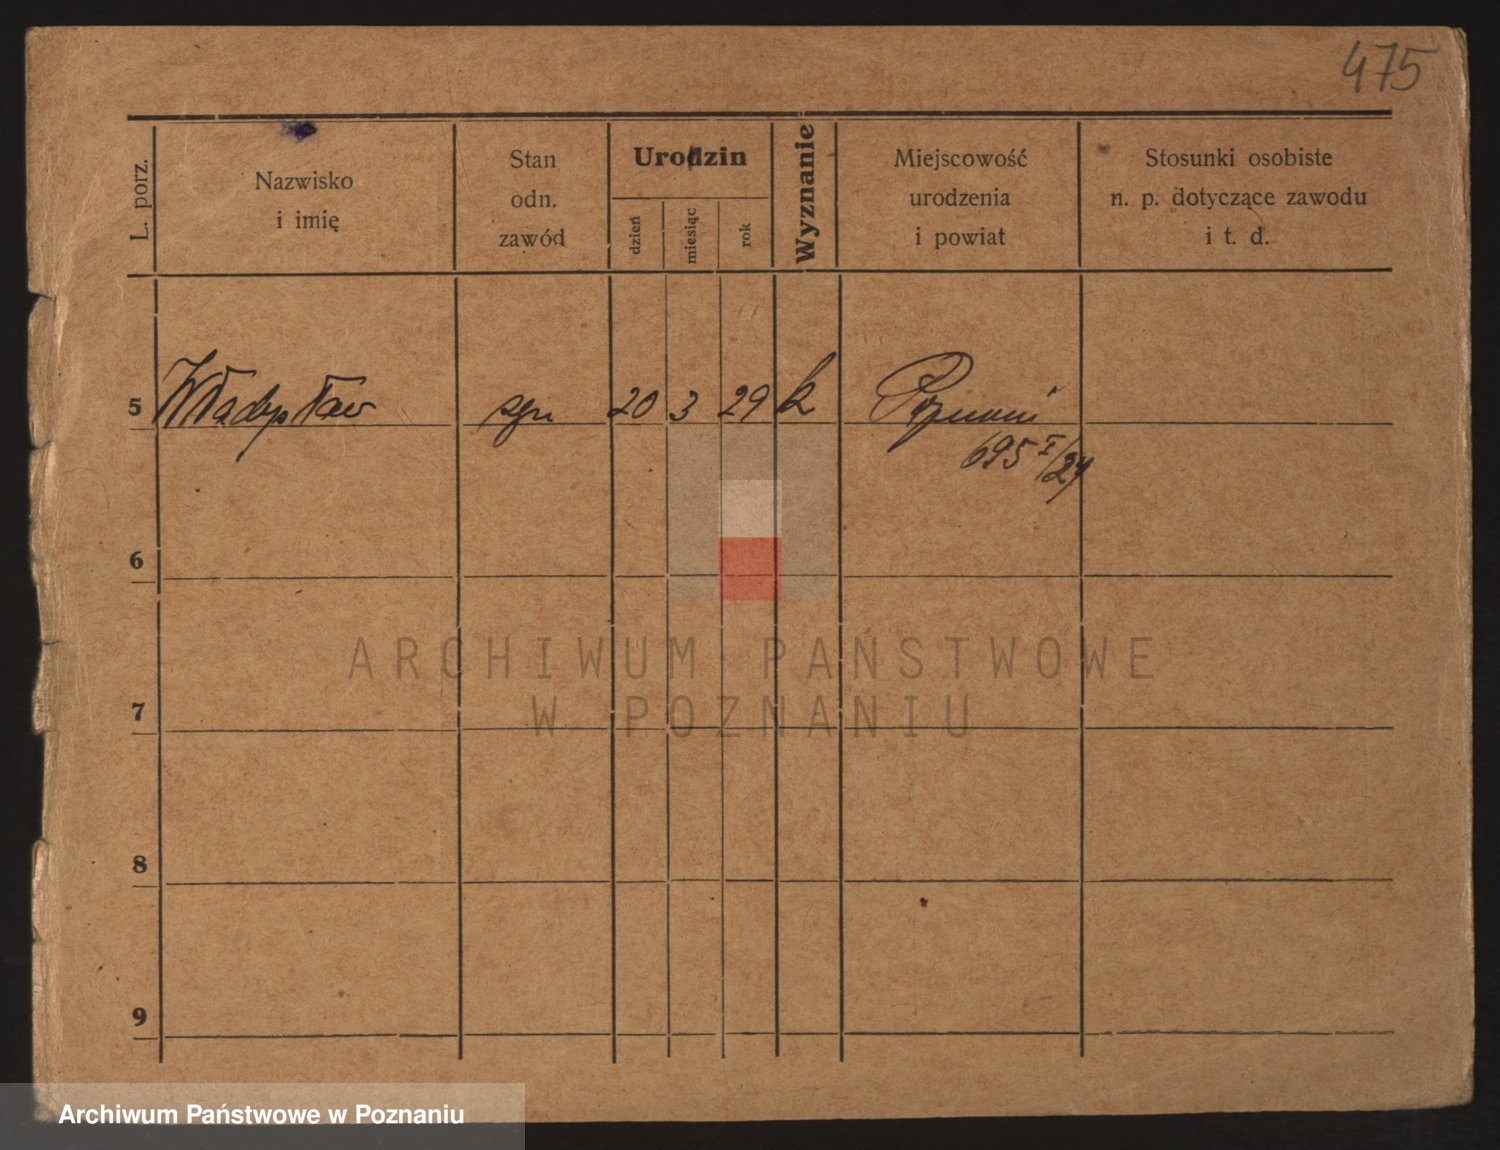 475
L. porz.
Nazwisko
i imię
Stan
odn.
zawód
Urodzin
dzień
miesiąc
rok
Wyznanie
Miejscowość
urodzenia
i powiat
Stosunki osobiste
n. p. dotyczące zawodu
i t. d.
5 Władysław syn 20 3 29 k Poznań
695 I/29
6
7
8
9
ARCHIWUM PAŃSTWOWE
W POZNANIU
Archiwum Państwowe w Poznaniu